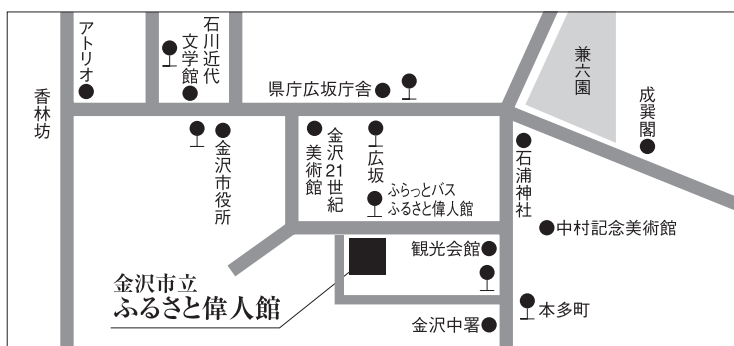 香林坊
アトリオ
石川近代
文学館
県庁広坂庁舎
兼六園
成巽閣
金沢市役所
金沢21世紀
美術館
広坂
ふらっとバス
ふるさと偉人館
石浦神社
中村記念美術館
観光会館
金沢市立
ふるさと偉人館
本多町
金沢中署